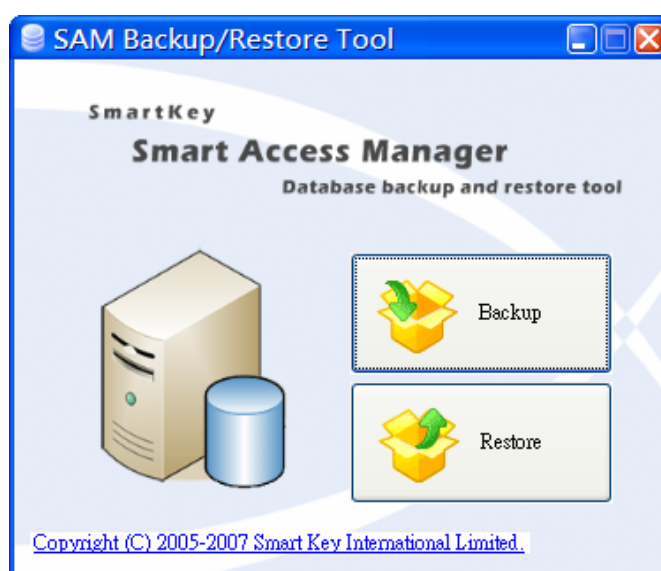 SAM Backup/Restore Tool
SmartKey
Smart Access Manager
Database backup and restore tool
Backup
Restore
Copyright (C) 2005-2007 Smart Key International Limited.